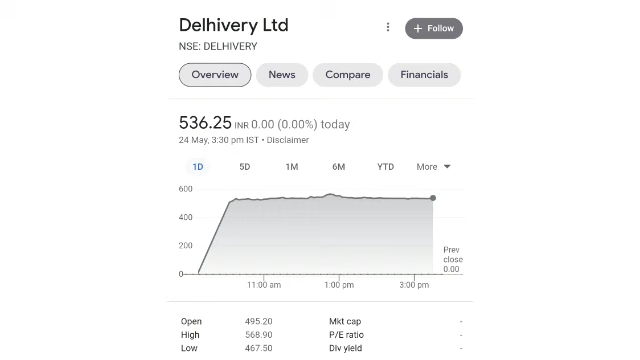 Delhivery Ltd
Follow
NSE: DELHIVERY
Overview
News
Compare
Financials
536.25 INR 0.00 (0.00%) today
24 May, 3:30 pm IST • Disclaimer
1D
5D
1M
6M
YTD
More
600
400
200
0
Prev
close
0.00
11:00 am
1:00 pm
3:00 pm
Open 495.20
Mkt cap -
High 568.90
P/E ratio -
Low 467.50
Div yield -